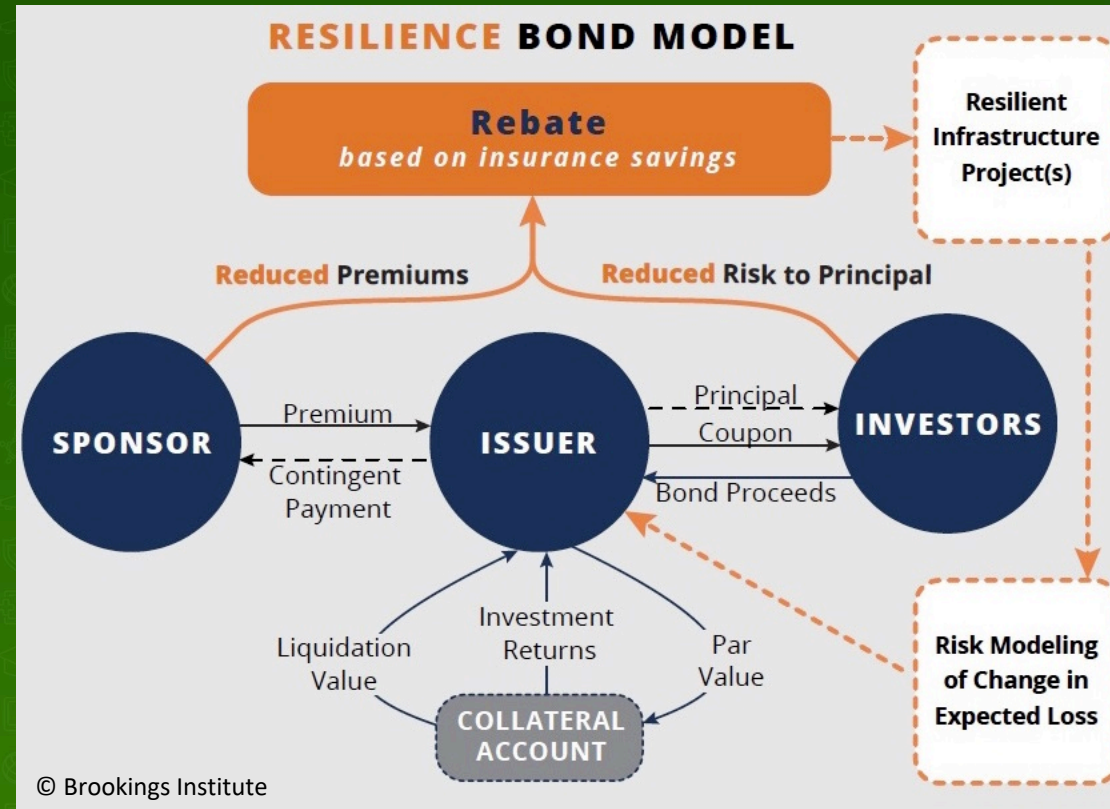 RESILIENCE BOND MODEL
Rebate
based on insurance savings
Resilient
Infrastructure
Project(s)
Reduced Premiums
Reduced Risk to Principal
SPONSOR
Premium
Contingent
Payment
ISSUER
Principal
Coupon
Bond Proceeds
INVESTORS
Liquidation
Value
Investment
Returns
Par
Value
COLLATERAL
ACCOUNT
Risk Modeling
of Change in
Expected Loss
© Brookings Institute